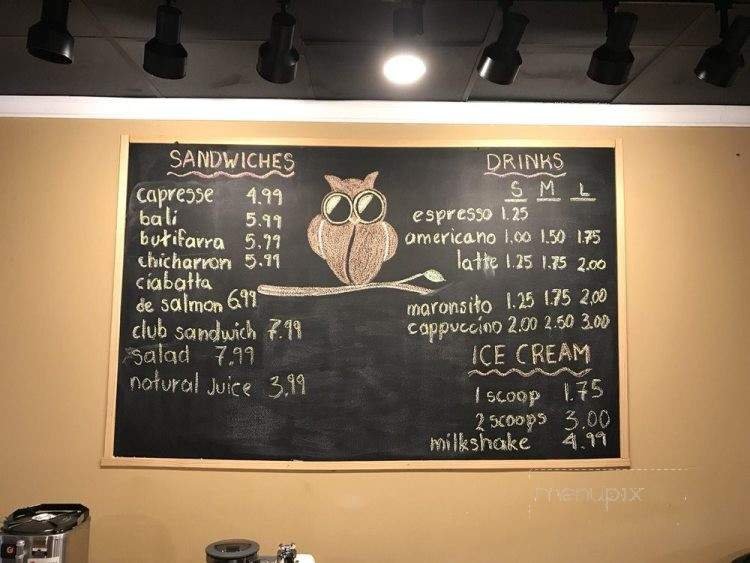 SANDWICHES
capresse 4.99
bali 5.99
butifarra 5.99
chicharron 5.99
ciabatta
de salmon 6.99
club sandwich 7.99
salad 7.99
natural Juice 3.99
DRINKS
S M L
espresso 1.25
americano 1.00 1.50 1.75
latte 1.25 1.75 2.00
maronsito 1.25 1.75 2.00
cappuccino 2.00 2.50 3.00
ICE CREAM
1 scoop 1.75
2 scoops 3.00
milkshake 4.99
menupix